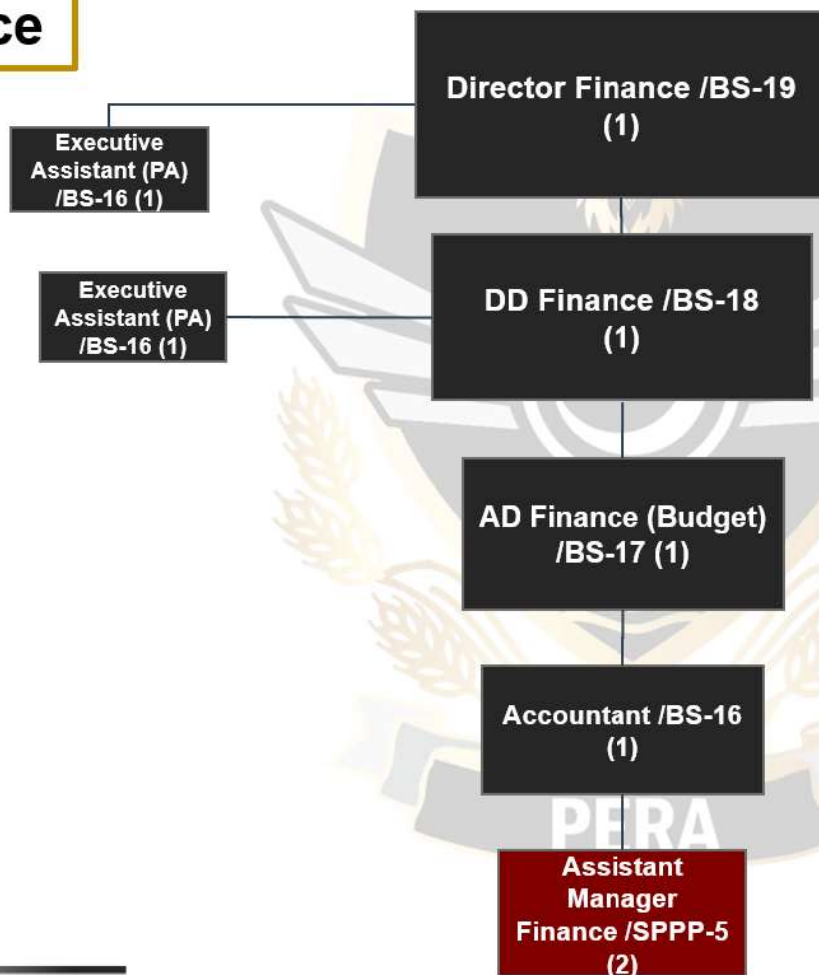 ce
Director Finance /BS-19
(1)
Executive
Assistant (PA)
/BS-16 (1)
DD Finance /BS-18
(1)
Executive
Assistant (PA)
/BS-16 (1)
AD Finance (Budget)
/BS-17 (1)
Accountant /BS-16
(1)
PERA
Assistant
Manager
Finance /SPPP-5
(2)